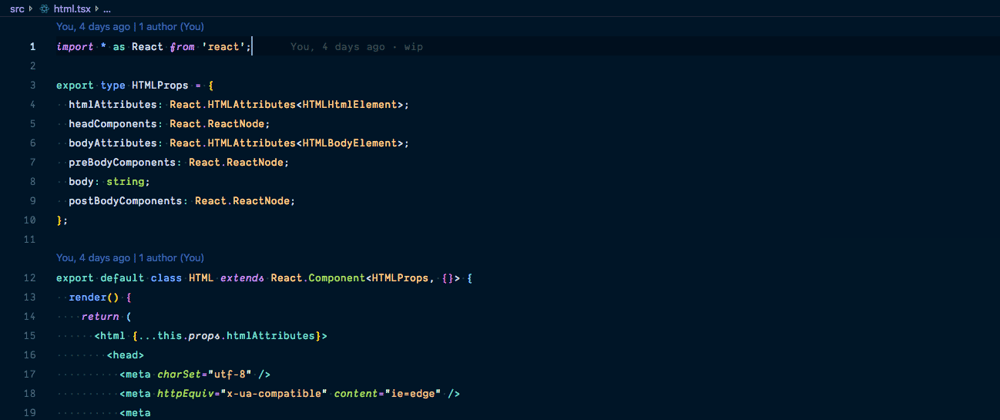 src > html.tsx > ...
You, 4 days ago | 1 author (You)
1 import * as React from 'react'; You, 4 days ago · wip
2
3 export type HTMLProps = {
4 htmlAttributes: React.HTMLAttributes<HTMLHtmlElement>;
5 headComponents: React.ReactNode;
6 bodyAttributes: React.HTMLAttributes<HTMLBodyElement>;
7 preBodyComponents: React.ReactNode;
8 body: string;
9 postBodyComponents: React.ReactNode;
10 };
11
You, 4 days ago | 1 author (You)
12 export default class HTML extends React.Component<HTMLProps, {}> {
13 render() {
14 return (
15 <html {...this.props.htmlAttributes}>
16 <head>
17 <meta charSet="utf-8" />
18 <meta httpEquiv="x-ua-compatible" content="ie=edge" />
19 <meta